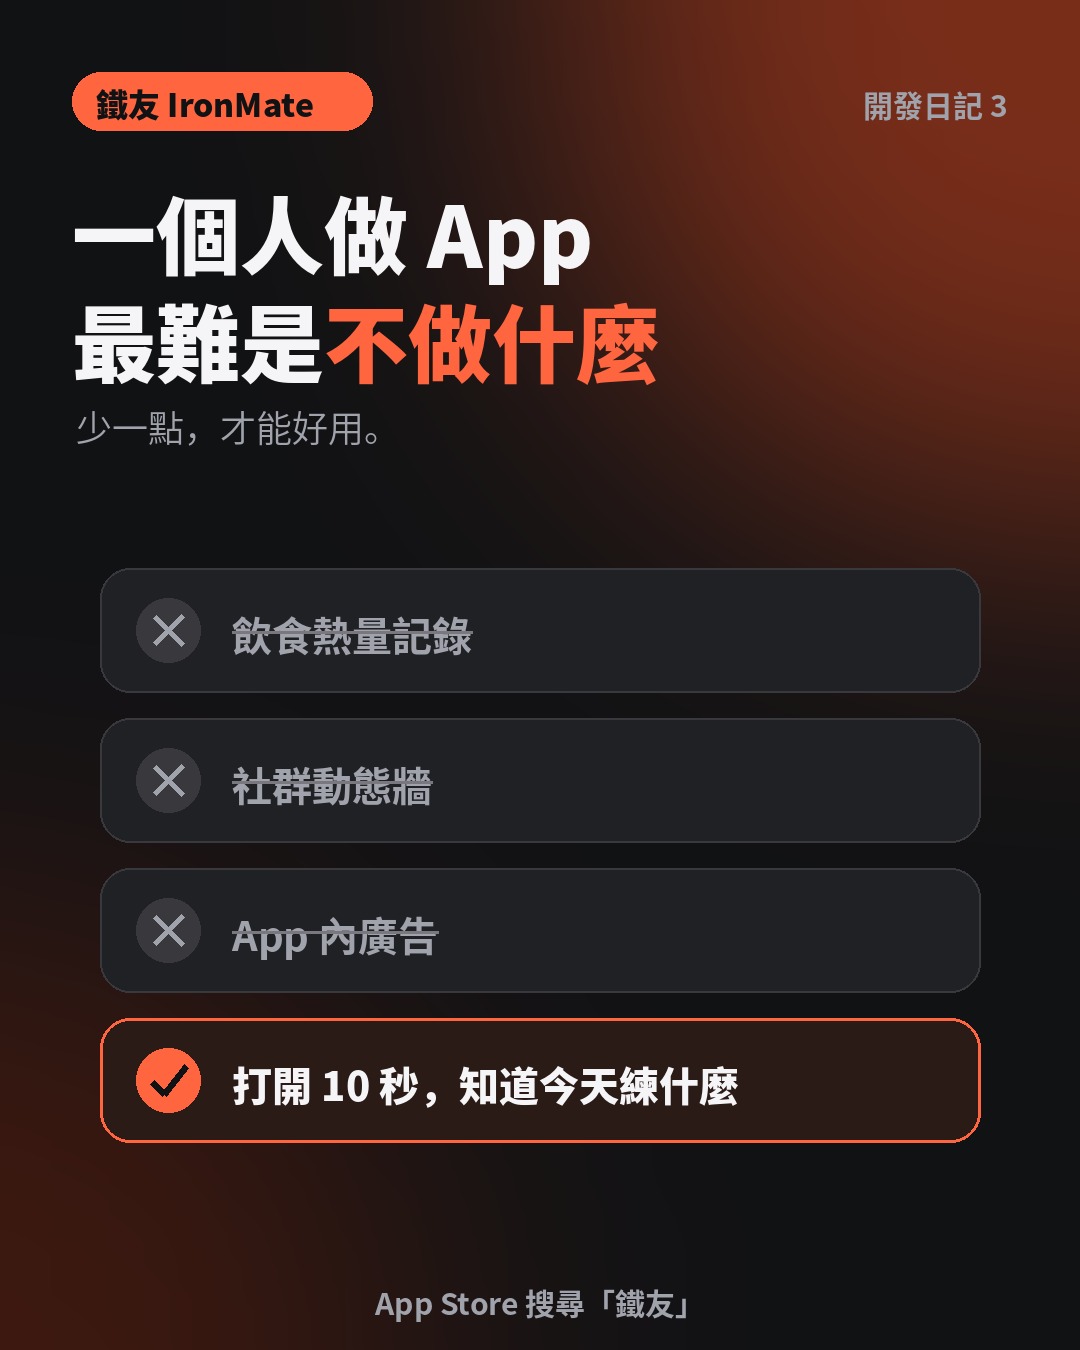 鐵友 IronMate
開發日記 3
一個人做 App
最難是不做什麼
少一點，才能好用。
飲食熱量記錄
社群動態牆
App 內廣告
打開 10 秒，知道今天練什麼
App Store 搜尋「鐵友」